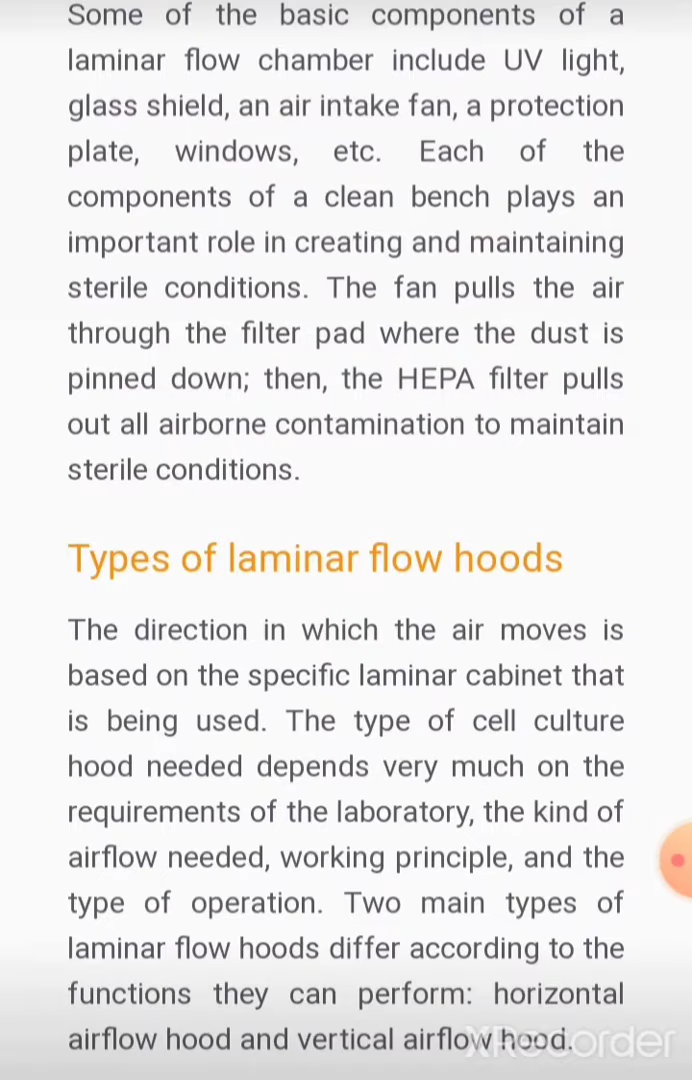 Some of the basic components of a
laminar flow chamber include UV light,
glass shield, an air intake fan, a protection
plate, windows, etc. Each of the
components of a clean bench plays an
important role in creating and maintaining
sterile conditions. The fan pulls the air
through the filter pad where the dust is
pinned down; then, the HEPA filter pulls
out all airborne contamination to maintain
sterile conditions.
Types of laminar flow hoods
The direction in which the air moves is
based on the specific laminar cabinet that
is being used. The type of cell culture
hood needed depends very much on the
requirements of the laboratory, the kind of
airflow needed, working principle, and the
type of operation. Two main types of
laminar flow hoods differ according to the
functions they can perform: horizontal
airflow hood and vertical airflow hood.
XRecorder